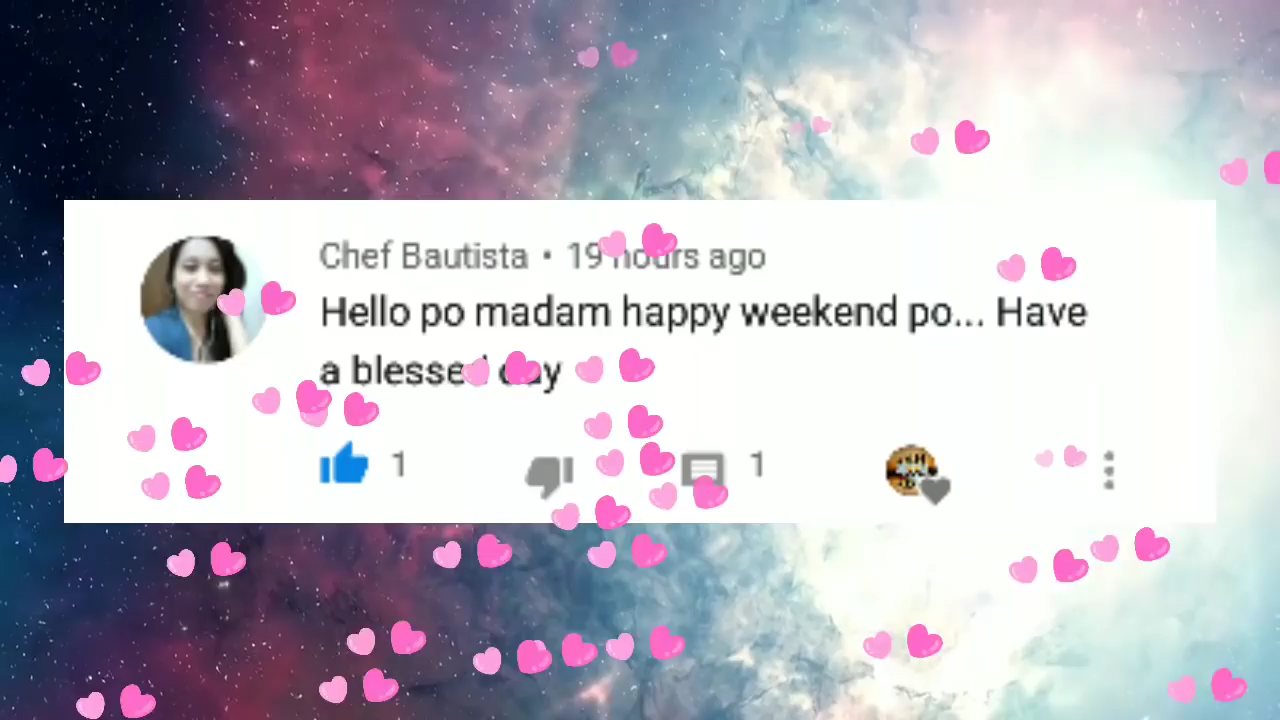 Chef Bautista • 19 hours ago
Hello po madam happy weekend po... Have
a blessed day
1 1